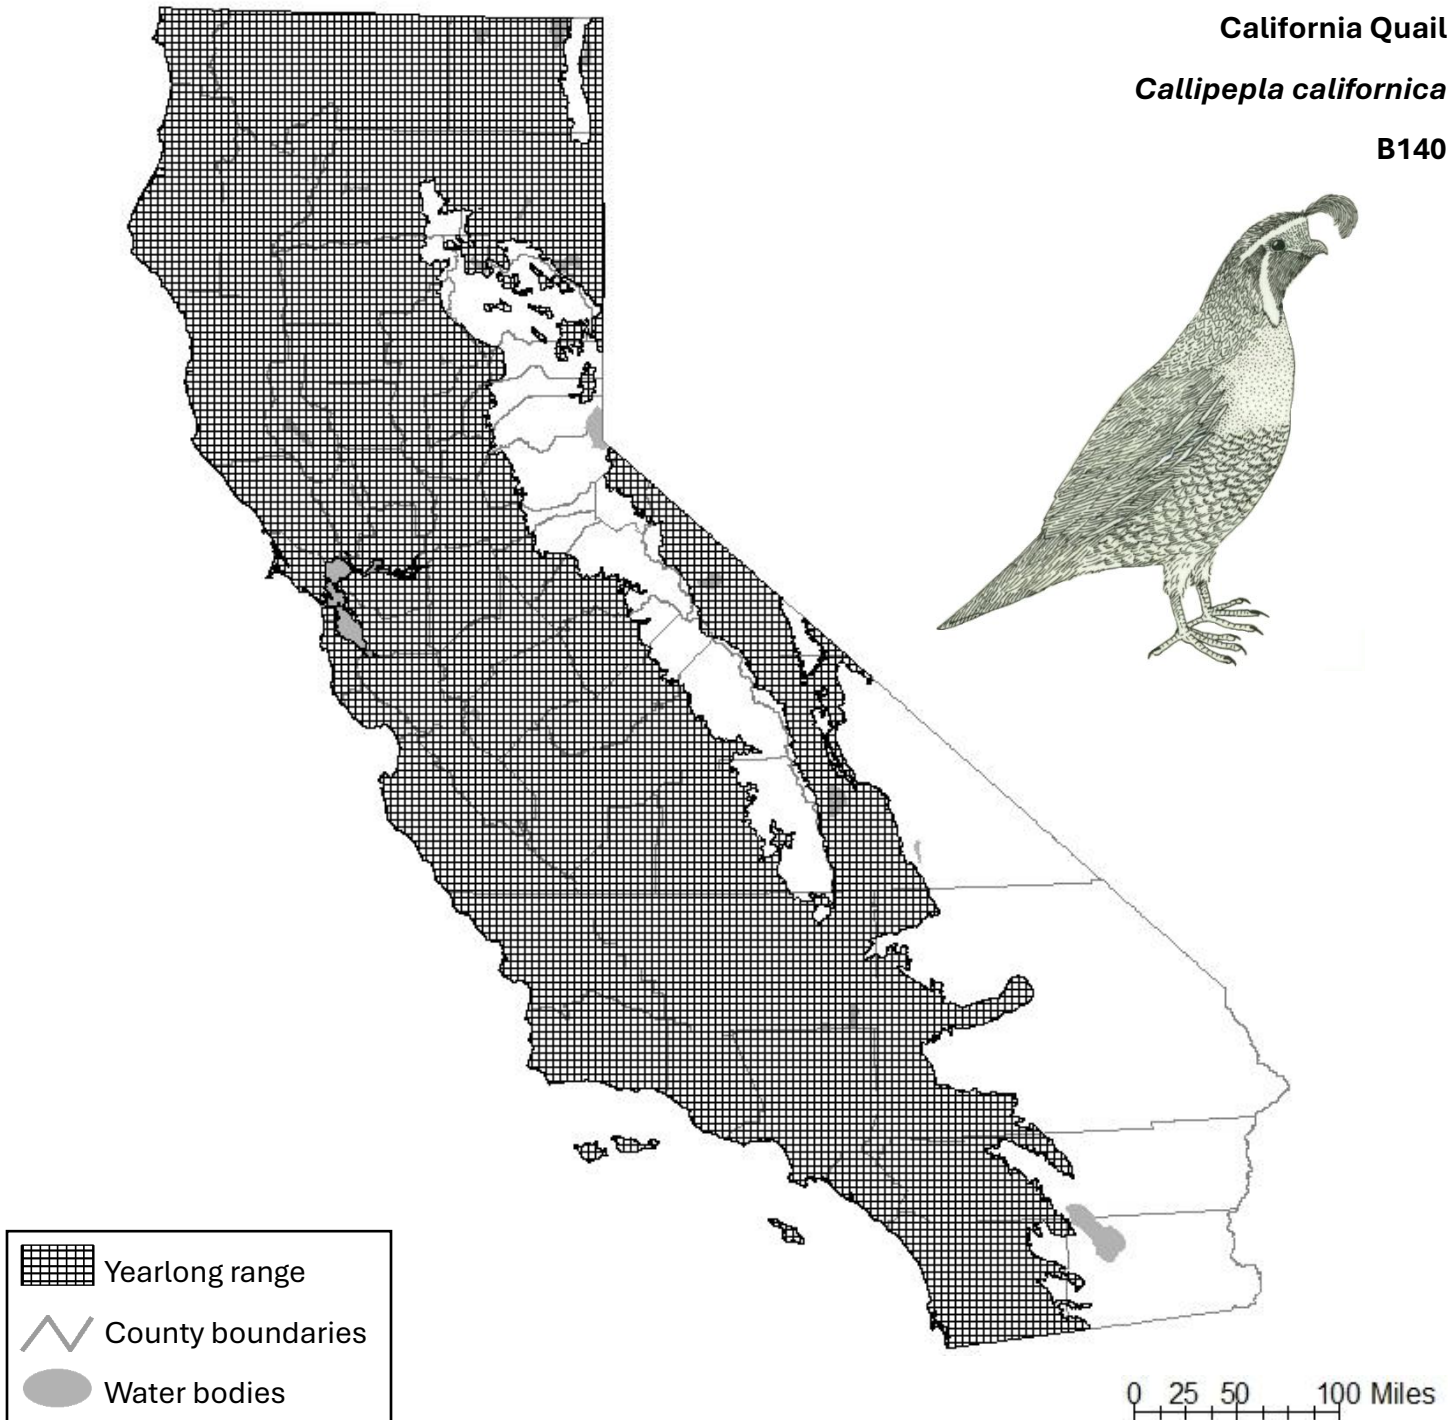 California Quail
Callipepla californica
B140
Yearlong range
County boundaries
Water bodies
0 25 50 100 Miles